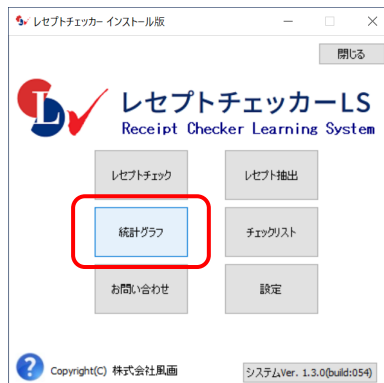 レセプトチェッカー インストール版
閉じる
レセプトチェッカーLS
Receipt Checker Learning System
レセプトチェック
レセプト抽出
統計グラフ
チェックリスト
お問い合わせ
設定
Copyright(C) 株式会社風画
システムVer. 1.3.0(build:054)